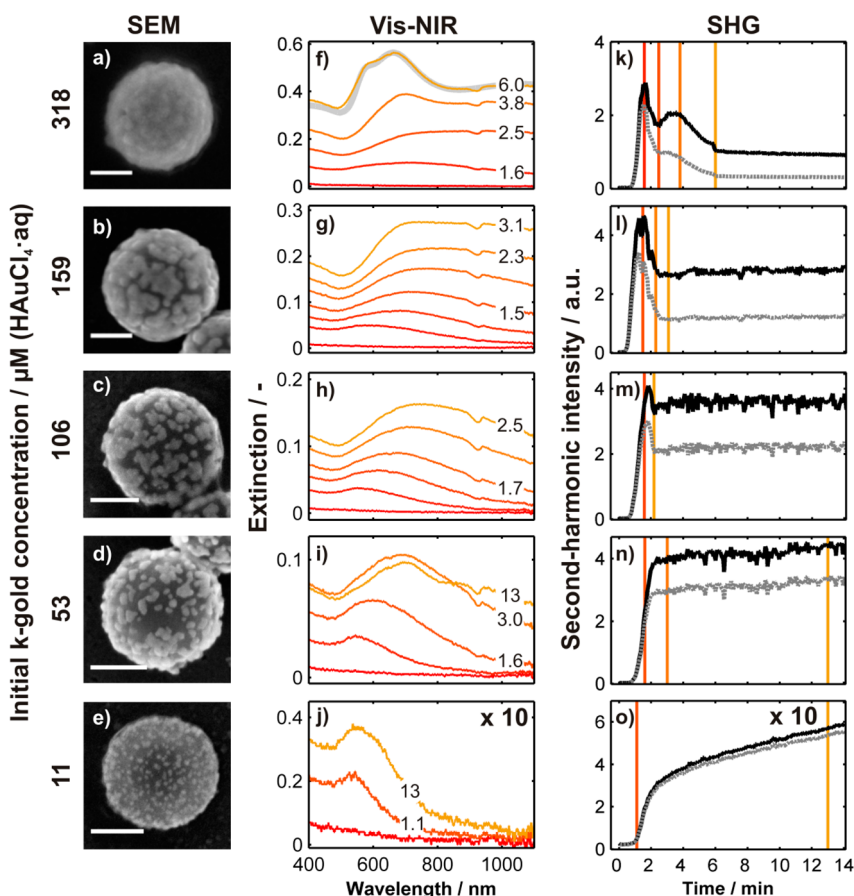 SEM Vis-NIR SHG
Initial k-gold concentration / µM (HAuCl4·aq)
Extinction / -
Second-harmonic intensity / a.u.
318
a)
f)
0.6
0.4
0.2
0
6.0
3.8
2.5
1.6
k)
4
2
0
159
b)
g)
0.3
0.2
0.1
0
3.1
2.3
1.5
l)
4
2
0
106
c)
h)
0.2
0.1
0
2.5
1.7
m)
4
2
0
53
d)
i)
0.1
0
13
3.0
1.6
n)
4
2
0
11
e)
j)
x 10
0.4
0.2
0
13
1.1
o)
x 10
6
4
2
0
400 600 800 1000
0 2 4 6 8 10 12 14
Wavelength / nm
Time / min